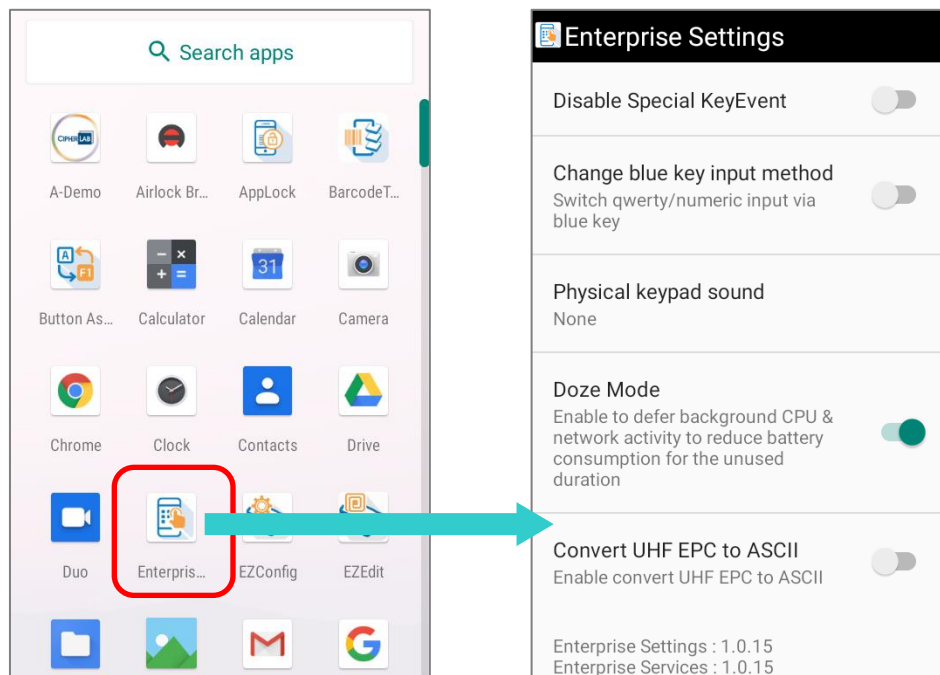 Search apps
CIPHER LAB
A-Demo
Airlock Br...
AppLock
BarcodeT...
A
F1
31
Button As...
Calculator
Calendar
Camera
Chrome
Clock
Contacts
Drive
Duo
Enterpris...
EZConfig
EZEdit
Enterprise Settings
Disable Special KeyEvent
Change blue key input method
Switch qwerty/numeric input via
blue key
Physical keypad sound
None
Doze Mode
Enable to defer background CPU &
network activity to reduce battery
consumption for the unused
duration
Convert UHF EPC to ASCII
Enable convert UHF EPC to ASCII
Enterprise Settings : 1.0.15
Enterprise Services : 1.0.15